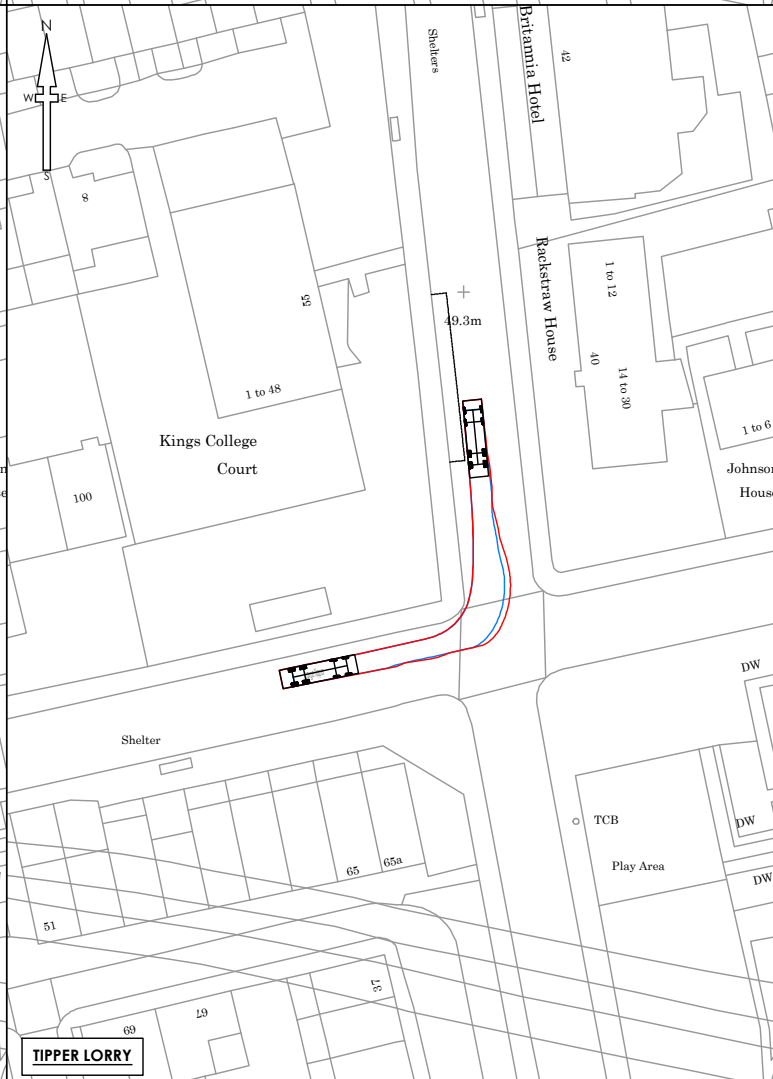 N
W E
S
Shelters
Britannia Hotel
42
8
55
1 to 48
49.3m
Rackstraw House
1 to 12
40
14 to 30
1 to 6
Kings College
Court
100
Johnson
House
Shelter
DW
TCB
DW
Play Area
DW
65
65a
51
37
67
69
TIPPER LORRY